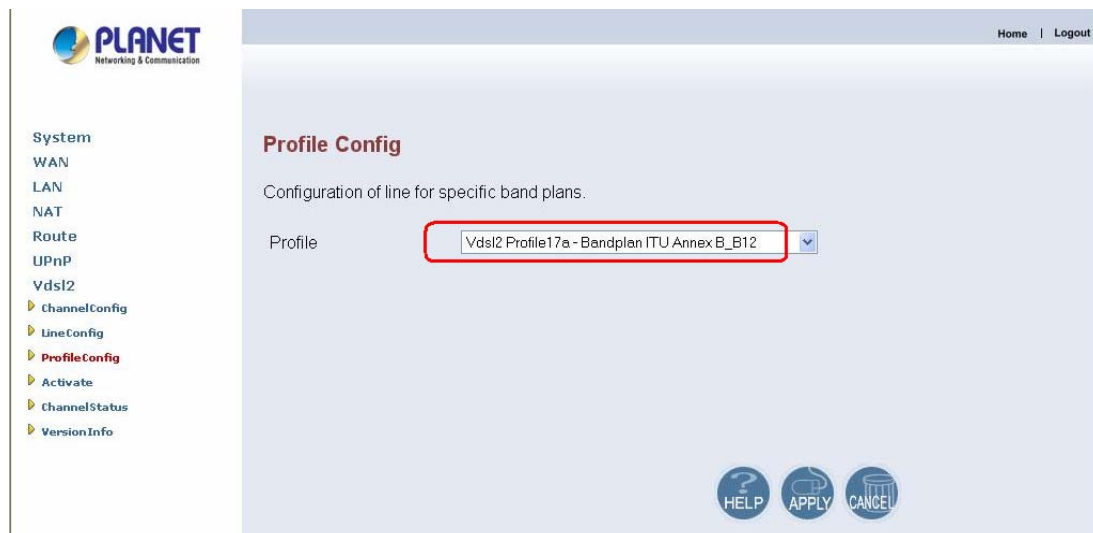 PLANET
Networking & Communication
Home | Logout
System
WAN
LAN
NAT
Route
UPnP
Vdsl2
ChannelConfig
LineConfig
ProfileConfig
Activate
ChannelStatus
VersionInfo
Profile Config
Configuration of line for specific band plans.
Profile Vdsl2 Profile17a - Bandplan ITU Annex B_B12
HELP APPLY CANCEL